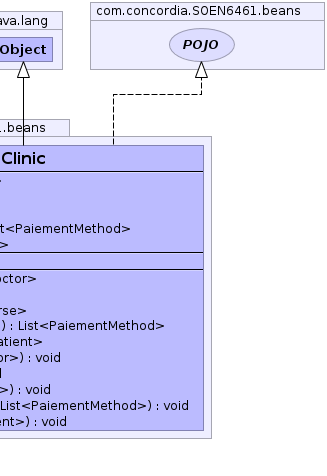 com.concordia.SOEN6461.beans
ava.lang
POJO
Object
1.beans
Clinic
t<PaiementMethod>
>
octor>
rse>
) : List<PaiementMethod>
atient>
or>) : void
d
>) : void
List<PaiementMethod>) : void
ent>) : void